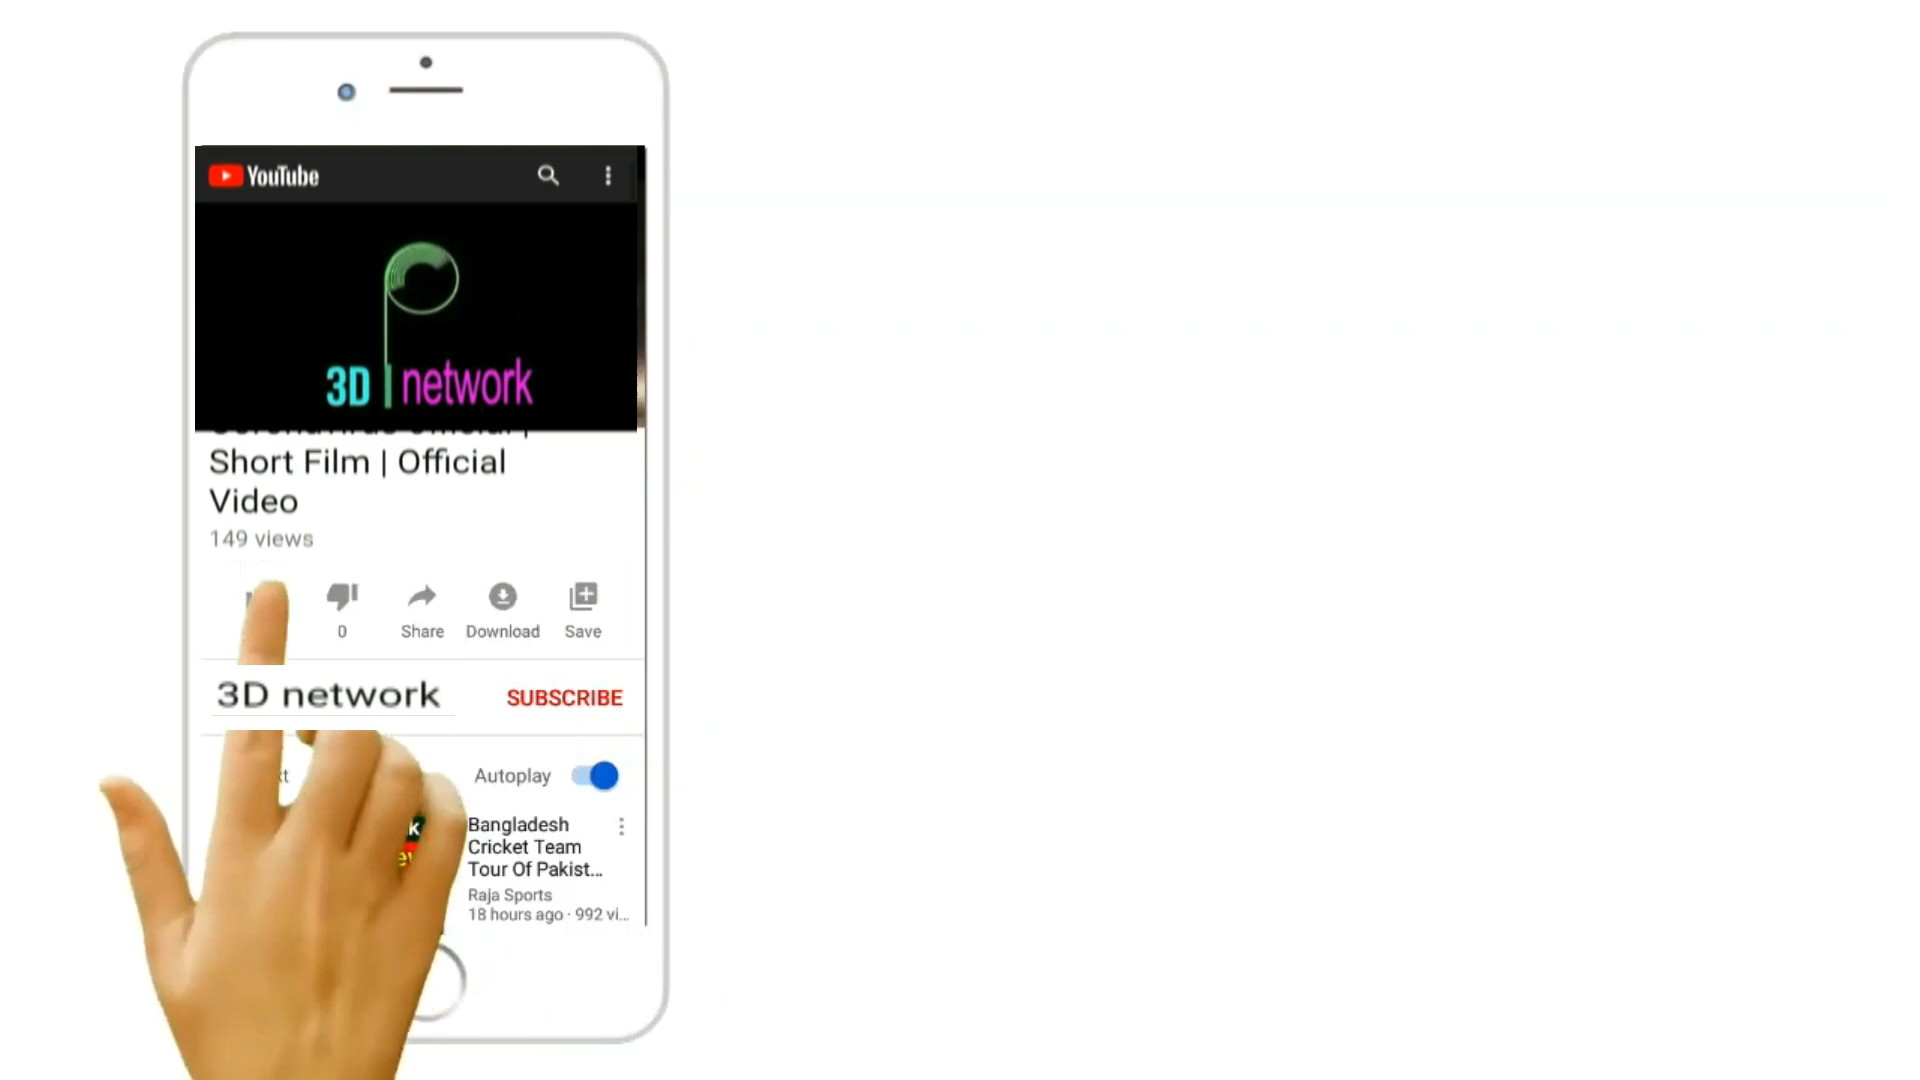 YouTube
3D network
Short Film | Official
Video
149 views
0
Share
Download
Save
3D network
SUBSCRIBE
Autoplay
Bangladesh
Cricket Team
Tour Of Pakist...
Raja Sports
18 hours ago · 992 vi...